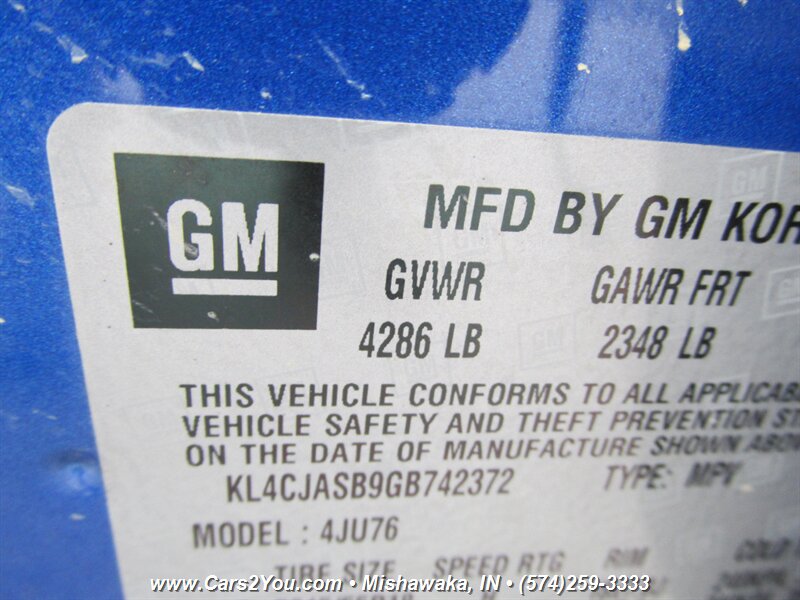 GM
MFD BY GM KOR
GVWR GAWR FRT
4286 LB 2348 LB
THIS VEHICLE CONFORMS TO ALL APPLICAB
VEHICLE SAFETY AND THEFT PREVENTION ST
ON THE DATE OF MANUFACTURE SHOWN ABO
KL4CJASB9GB742372 TYPE: MPV
MODEL : 4JU76
TIRE SIZE SPEED RTG RIM COLD
www.Cars2You.com • Mishawaka, IN • (574)259-3333